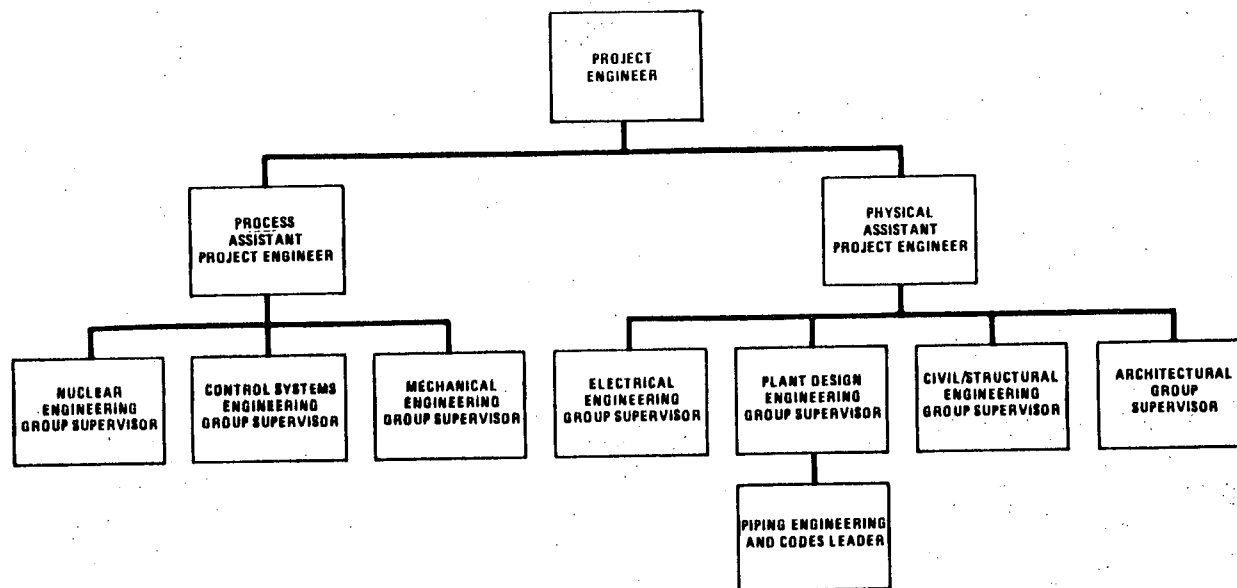 PROJECT
ENGINEER
PROCESS
ASSISTANT
PROJECT ENGINEER
PHYSICAL
ASSISTANT
PROJECT ENGINEER
NUCLEAR
ENGINEERING
GROUP SUPERVISOR
CONTROL SYSTEMS
ENGINEERING
GROUP SUPERVISOR
MECHANICAL
ENGINEERING
GROUP SUPERVISOR
ELECTRICAL
ENGINEERING
GROUP SUPERVISOR
PLANT DESIGN
ENGINEERING
GROUP SUPERVISOR
CIVIL/STRUCTURAL
ENGINEERING
GROUP SUPERVISOR
ARCHITECTURAL
GROUP
SUPERVISOR
PIPING ENGINEERING
AND CODES LEADER